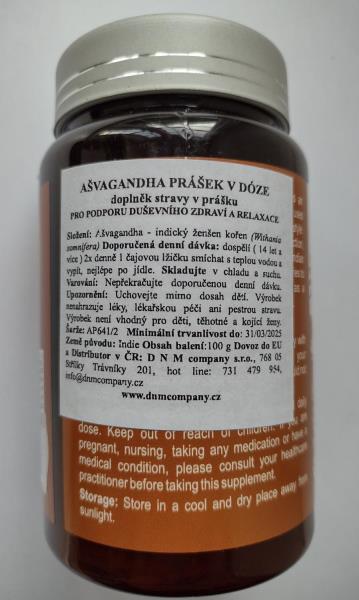 AŠVAGANDHA PRÁŠEK V DÓZE
doplněk stravy v prášku
PRO PODPORU DUŠEVNÍHO ZDRAVÍ A RELAXACE
Složení: Ašvagandha - indický ženšen kořen (Withania
somnifera) Doporučená denní dávka: dospělí ( 14 let a
více ) 2x denně 1 čajovou lžičku smíchat s teplou vodou a
vypít, nejlépe po jídle. Skladujte v chladu a suchu.
Varování: Nepřekračujte doporučenou denní dávku.
Upozornění: Uchovejte mimo dosah dětí. Výrobek
nenahrazuje léky, lékařskou péči ani pestrou stravu.
Výrobek není vhodný pro děti, těhotné a kojící ženy.
Šarže: AP641/2 Minimální trvanlivost do: 31/03/2025
Země původu: Indie Obsah balení: 100 g Dovoz do EU
a Distributor v ČR: D N M company s.r.o., 768 05
Střílky Trávníky 201, hot line: 731 479 954,
info@dnmcompany.cz
www.dnmcompany.cz
daily
dose. Keep out of reach of children. If you are
pregnant, nursing, taking any medication or have a
medical condition, please consult your healthcare
practitioner before taking this supplement.
Storage: Store in a cool and dry place away from
sunlight.